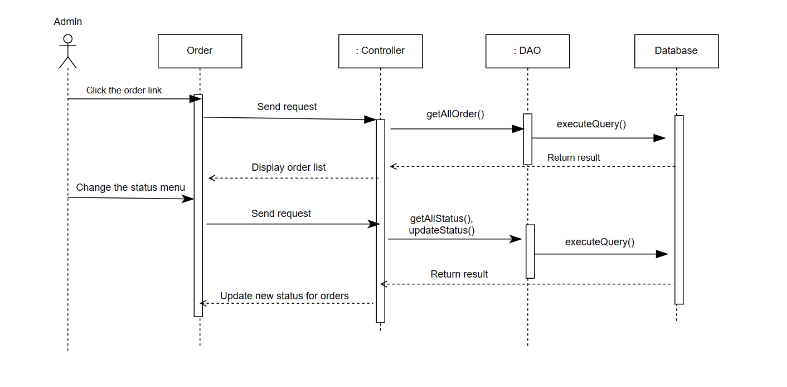 Admin
Order
: Controller
: DAO
Database
Click the order link
Send request
getAllOrder()
executeQuery()
Return result
Display order list
Change the status menu
Send request
getAllStatus(),
updateStatus()
executeQuery()
Return result
Update new status for orders